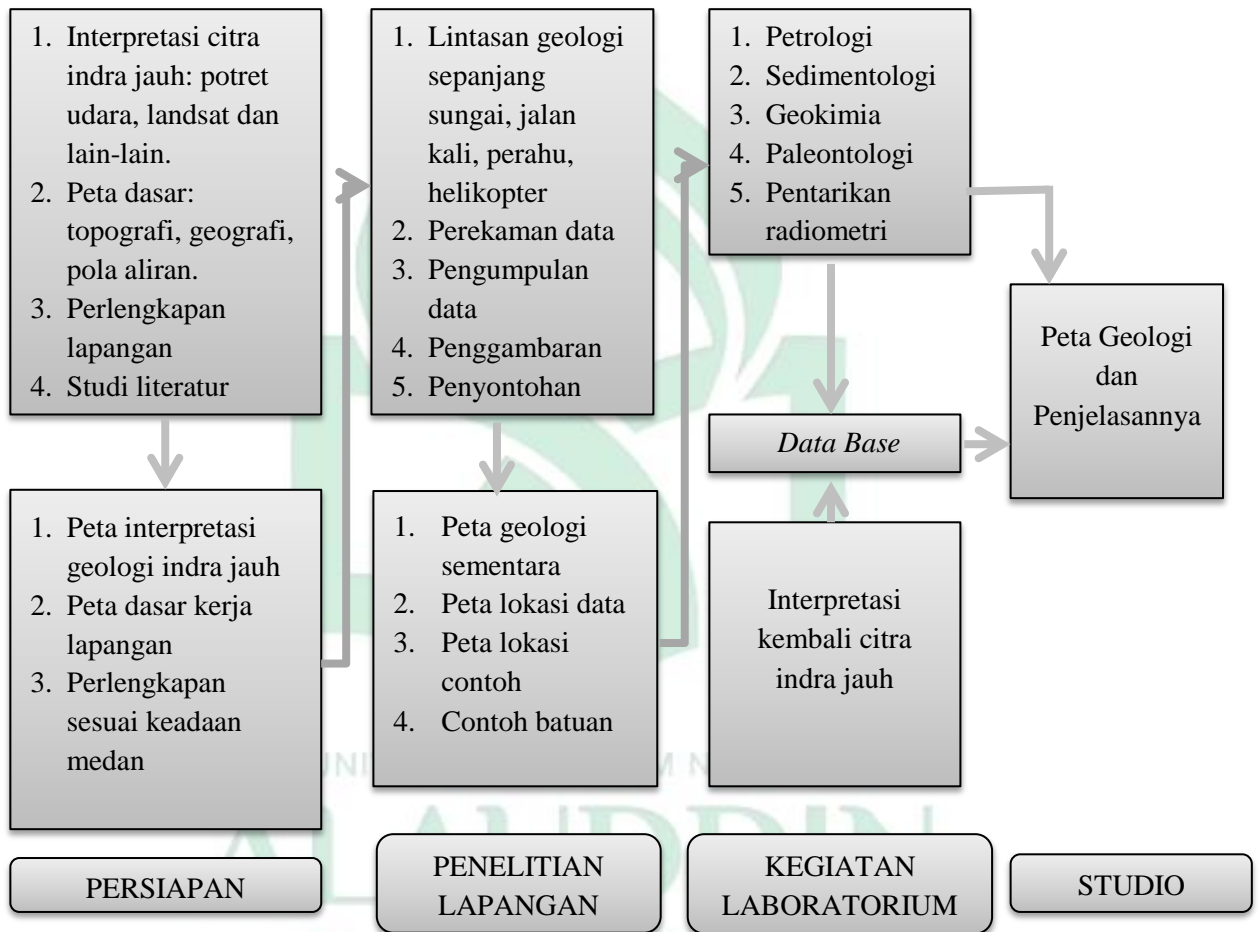 1. Interpretasi citra
indra jauh: potret
udara, landsat dan
lain-lain.
2. Peta dasar:
topografi, geografi,
pola aliran.
3. Perlengkapan
lapangan
4. Studi literatur
1. Peta interpretasi
geologi indra jauh
2. Peta dasar kerja
lapangan
3. Perlengkapan
sesuai keadaan
medan
PERSIAPAN
1. Lintasan geologi
sepanjang
sungai, jalan
kali, perahu,
helikopter
2. Perekaman data
3. Pengumpulan
data
4. Penggambaran
5. Penyontohan
1. Peta geologi
sementara
2. Peta lokasi data
3. Peta lokasi
contoh
4. Contoh batuan
PENELITIAN
LAPANGAN
1. Petrologi
2. Sedimentologi
3. Geokimia
4. Paleontologi
5. Pentarikan
radiometri
Data Base
Interpretasi
kembali citra
indra jauh
KEGIATAN
LABORATORIUM
Peta Geologi
dan
Penjelasannya
STUDIO
ALAUDDIN